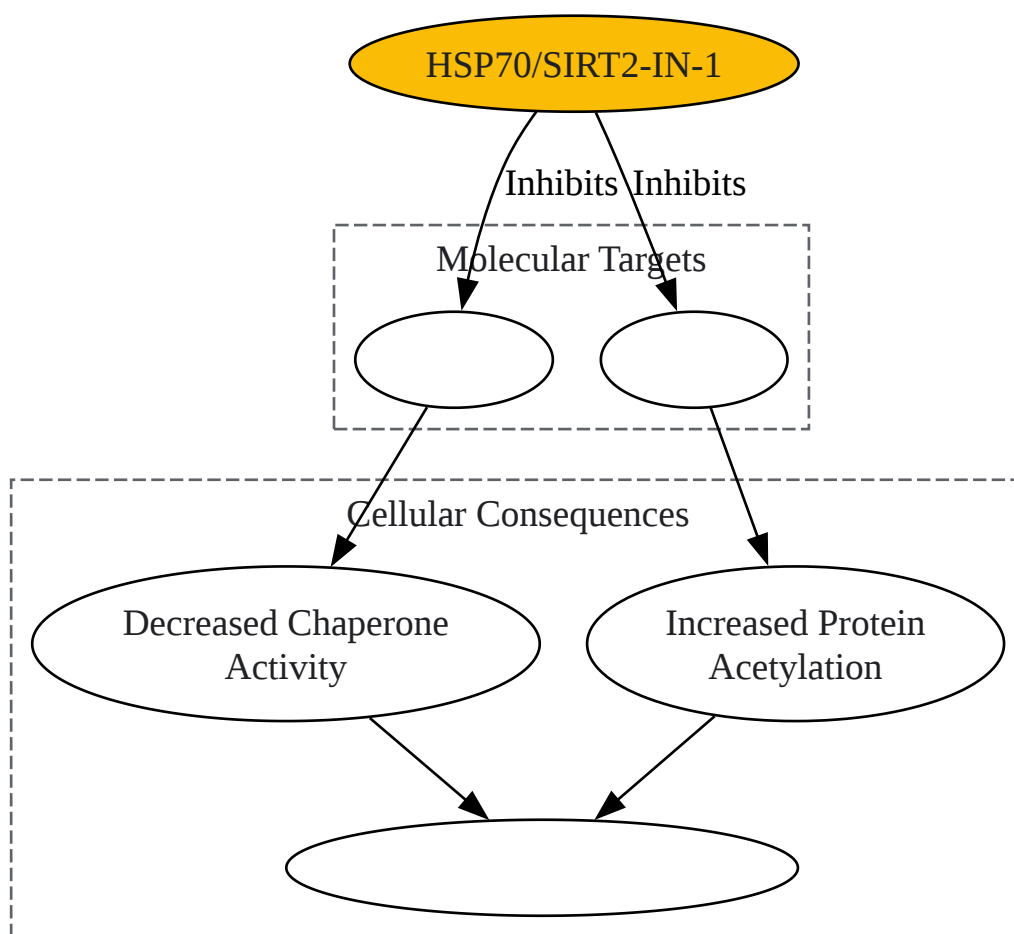 HSP70/SIRT2-IN-1
Inhibits Inhibits
Molecular Targets
Cellular Consequences
Decreased Chaperone
Activity
Increased Protein
Acetylation